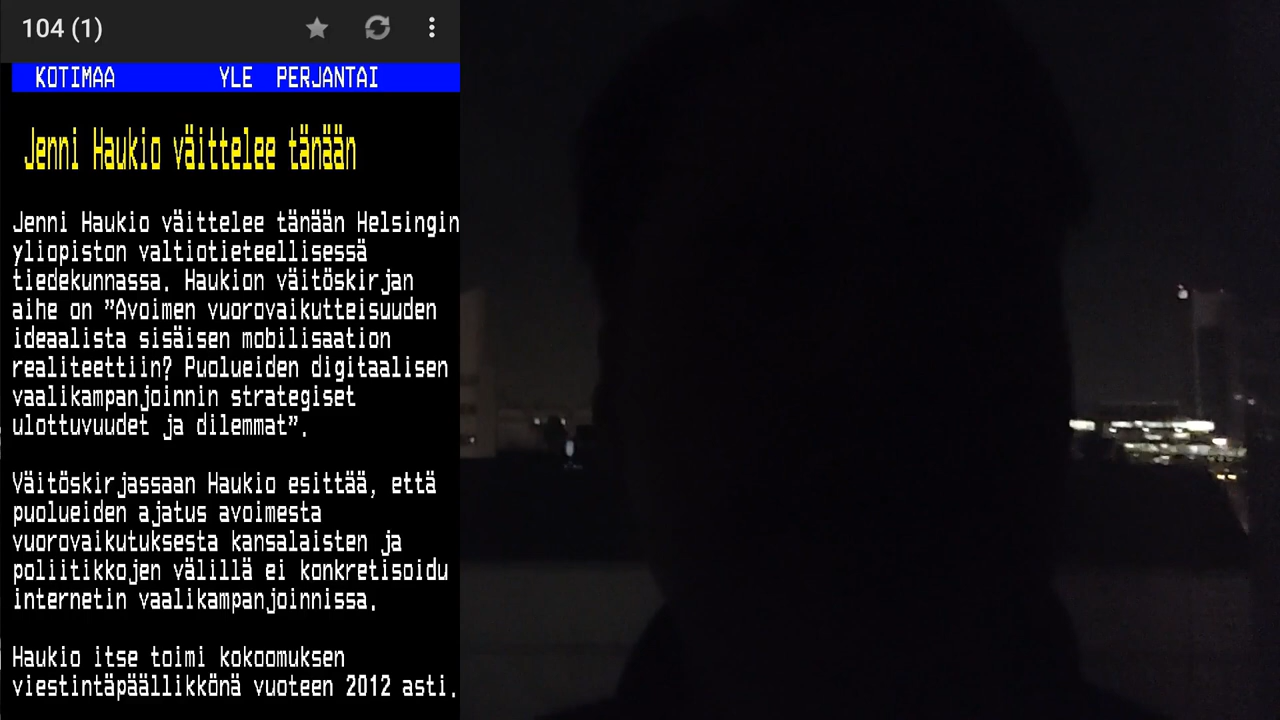 104 (1)
KOTIMAA YLE PERJANTAI
Jenni Haukio väittelee tänään
Jenni Haukio väittelee tänään Helsingin
yliopiston valtiotieteellisessä
tiedekunnassa. Haukion väitöskirjan
aihe on ”Avoimen vuorovaikutteisuuden
ideaalista sisäisen mobilisaation
realiteettiin? Puolueiden digitaalisen
vaalikampanjoinnin strategiset
ulottuvuudet ja dilemmat”.
Väitöskirjassaan Haukio esittää, että
puolueiden ajatus avoimesta
vuorovaikutuksesta kansalaisten ja
poliitikkojen välillä ei konkretisoidu
internetin vaalikampanjoinnissa.
Haukio itse toimi kokoomuksen
viestintäpäällikkönä vuoteen 2012 asti.